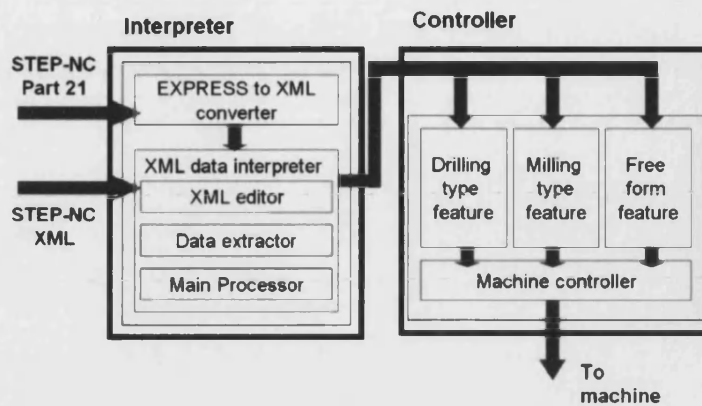 Interpreter
Controller
STEP-NC
Part 21
EXPRESS to XML
converter
XML data interpreter
XML editor
STEP-NC
XML
Data extractor
Main Processor
Drilling
type
feature
Milling
type
feature
Free
form
feature
Machine controller
To
machine